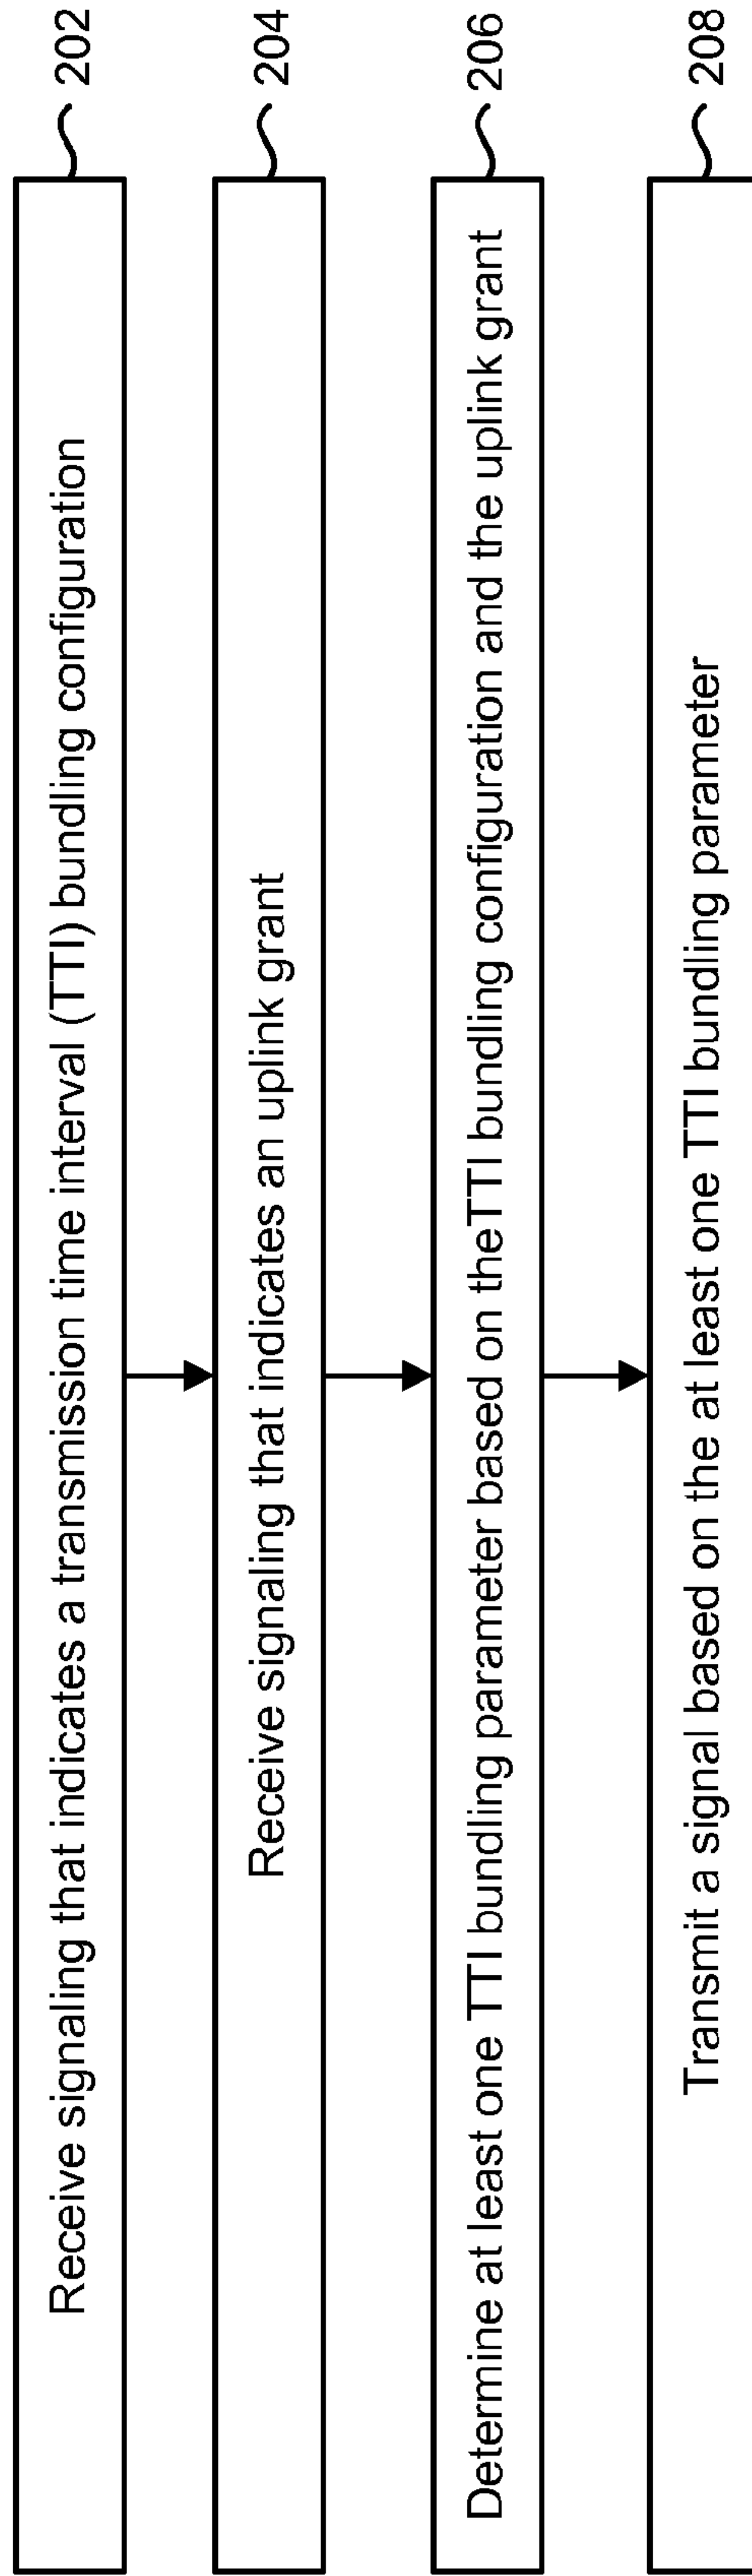 Receive signaling that indicates a transmission time interval (TTI) bundling configuration 202
Receive signaling that indicates an uplink grant 204
Determine at least one TTI bundling parameter based on theTTI bundling configuration and the uplink grant 206
Transmit a signal based on the at least one TTI bundling parameter 208